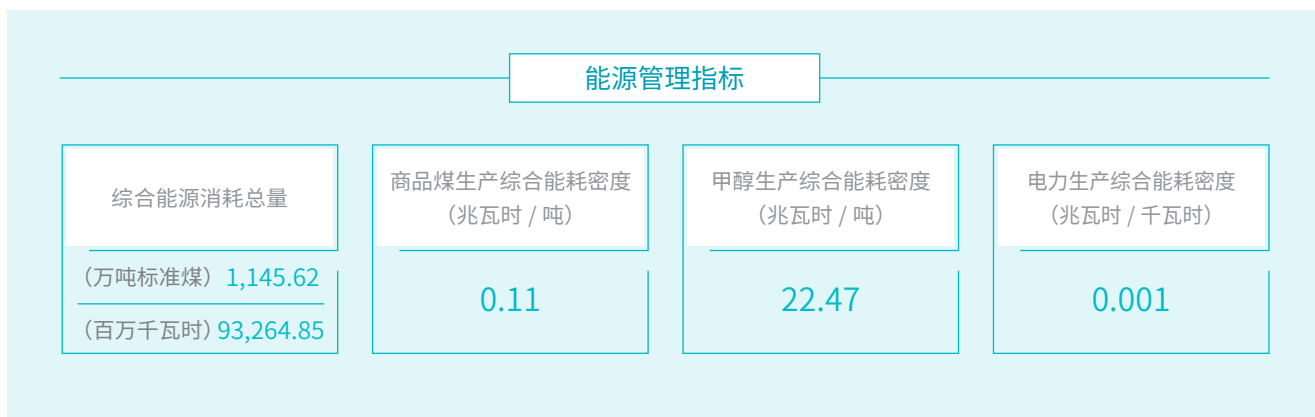 能源管理指标
综合能源消耗总量
（万吨标准煤）1,145.62
（百万千瓦时）93,264.85
商品煤生产综合能耗密度
（兆瓦时 / 吨）
0.11
甲醇生产综合能耗密度
（兆瓦时 / 吨）
22.47
电力生产综合能耗密度
（兆瓦时 / 千瓦时）
0.001